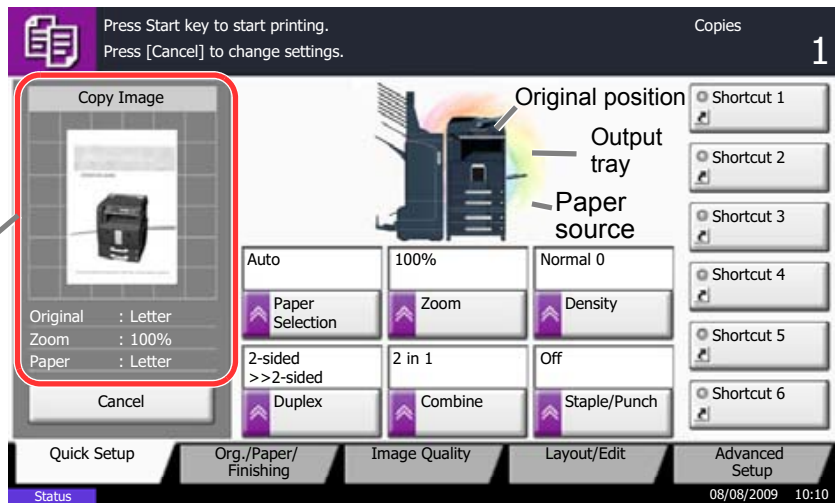 Press Start key to start printing.
Press [Cancel] to change settings.
Copies
1
Copy Image
Original : Letter
Zoom : 100%
Paper : Letter
Cancel
Original position
Output
tray
Paper
source
Auto
Paper
Selection
100%
Zoom
Normal 0
Density
2-sided
>>2-sided
Duplex
2 in 1
Combine
Off
Staple/Punch
Shortcut 1
Shortcut 2
Shortcut 3
Shortcut 4
Shortcut 5
Shortcut 6
Quick Setup
Org./Paper/
Finishing
Image Quality
Layout/Edit
Advanced
Setup
Status
08/08/2009 10:10